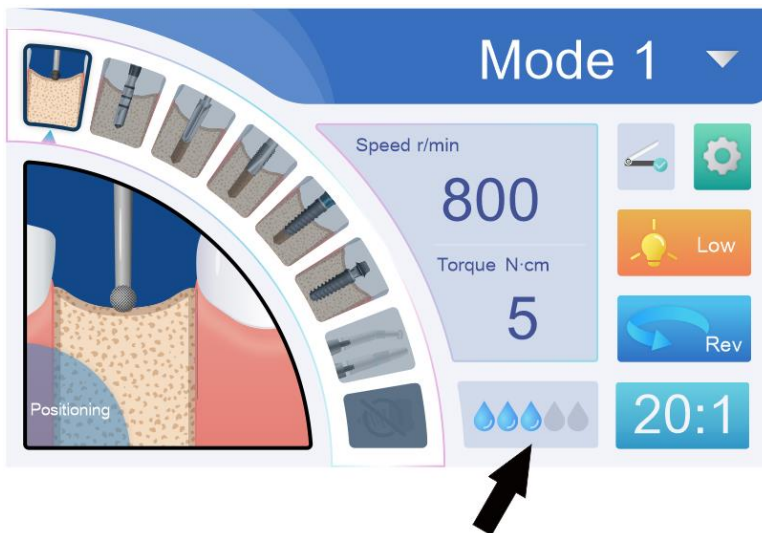 Mode 1
Speed r/min
800
Torque N·cm
5
Low
Rev
20:1
Positioning